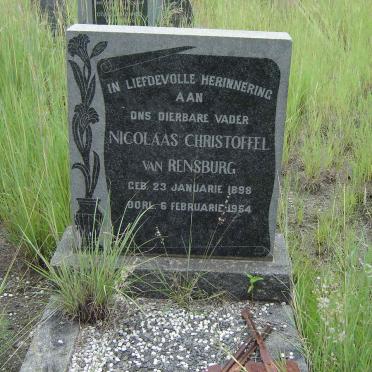 IN LIEFDEVOLLE HERINNERING
AAN
ONS DIERBARE VADER
NICOLAAS CHRISTOFFEL
VAN RENSBURG
GEB. 23 JANUARIE 1898
OORL. 6 FEBRUARIE 1954